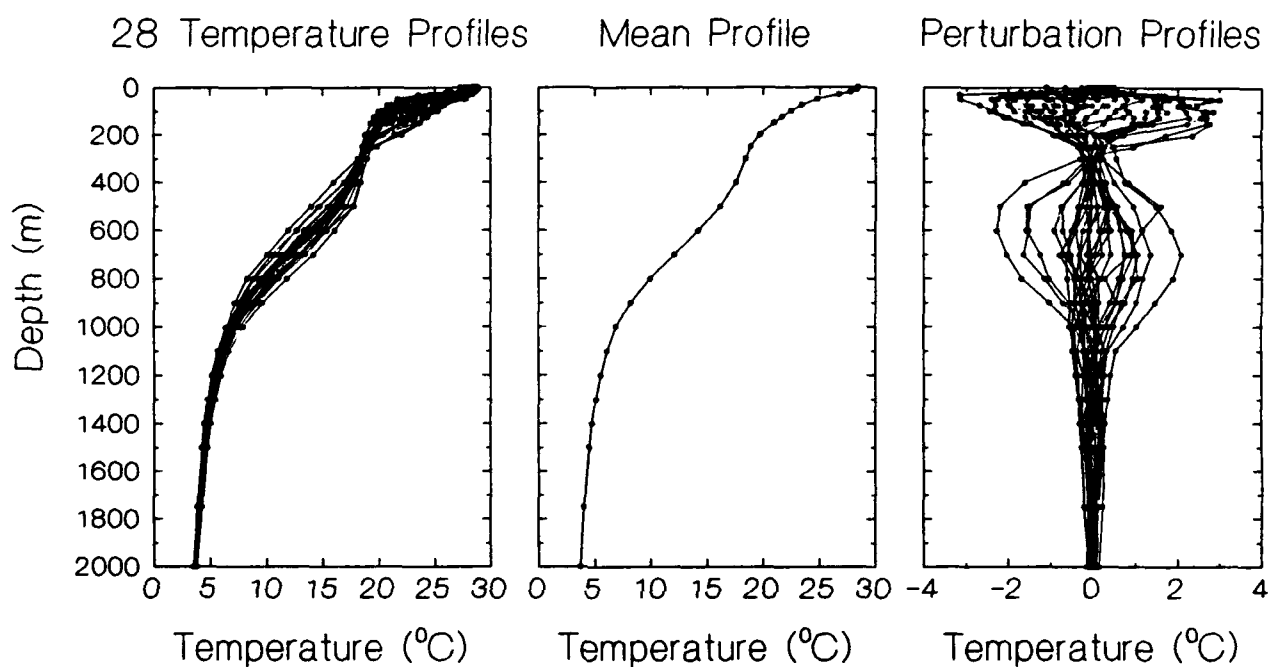 28 Temperature Profiles
Mean Profile
Perturbation Profiles
Depth (m)
0
200
400
600
800
1000
1200
1400
1600
1800
2000
0 5 10 15 20 25 30
0 5 10 15 20 25 30
-4 -2 0 2 4
Temperature (°C)
Temperature (°C)
Temperature (°C)